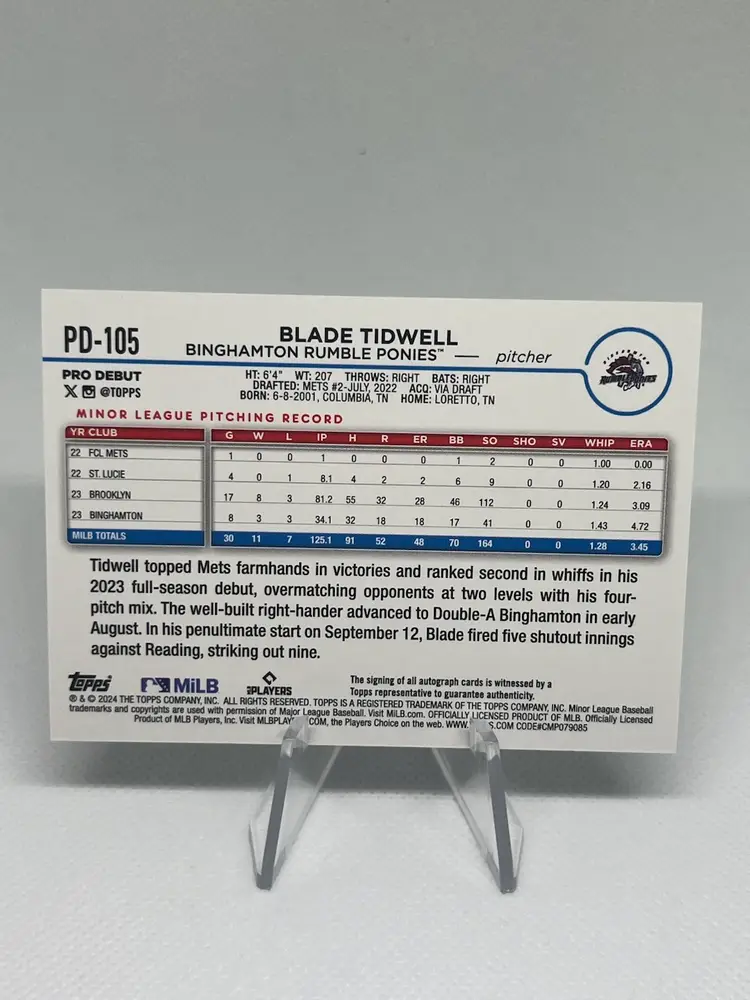 PD-105
BLADE TIDWELL
BINGHAMTON RUMBLE PONIES™ — pitcher
PRO DEBUT
@TOPPS
HT: 6'4" WT: 207 THROWS: RIGHT BATS: RIGHT
DRAFTED: METS #2-JULY, 2022 ACQ: VIA DRAFT
BORN: 6-8-2001, COLUMBIA, TN HOME: LORETTO, TN
BINGHAMTON
RUMBLE PONIES
MINOR LEAGUE PITCHING RECORD
YR CLUB G W L IP H R ER BB SO SHO SV WHIP ERA
22 FCL METS 1 0 0 1 0 0 0 1 2 0 0 1.00 0.00
22 ST. LUCIE 4 0 1 8.1 4 2 2 6 9 0 0 1.20 2.16
23 BROOKLYN 17 8 3 81.2 55 32 28 46 112 0 0 1.24 3.09
23 BINGHAMTON 8 3 3 34.1 32 18 18 17 41 0 0 1.43 4.72
MILB TOTALS 30 11 7 125.1 91 52 48 70 164 0 0 1.28 3.45
Tidwell topped Mets farmhands in victories and ranked second in whiffs in his
2023 full-season debut, overmatching opponents at two levels with his four-
pitch mix. The well-built right-hander advanced to Double-A Binghamton in early
August. In his penultimate start on September 12, Blade fired five shutout innings
against Reading, striking out nine.
Topps MiLB PLAYERS
The signing of all autograph cards is witnessed by a
Topps representative to guarantee authenticity.
® & © 2024 THE TOPPS COMPANY, INC. ALL RIGHTS RESERVED. TOPPS IS A REGISTERED TRADEMARK OF THE TOPPS COMPANY, INC. Minor League Baseball
trademarks and copyrights are used with permission of Major League Baseball. Visit MiLB.com. OFFICIALLY LICENSED PRODUCT OF MLB. Officially Licensed
Product of MLB Players, Inc. Visit .COM, the Players Choice on the web. CODE#CMP079085